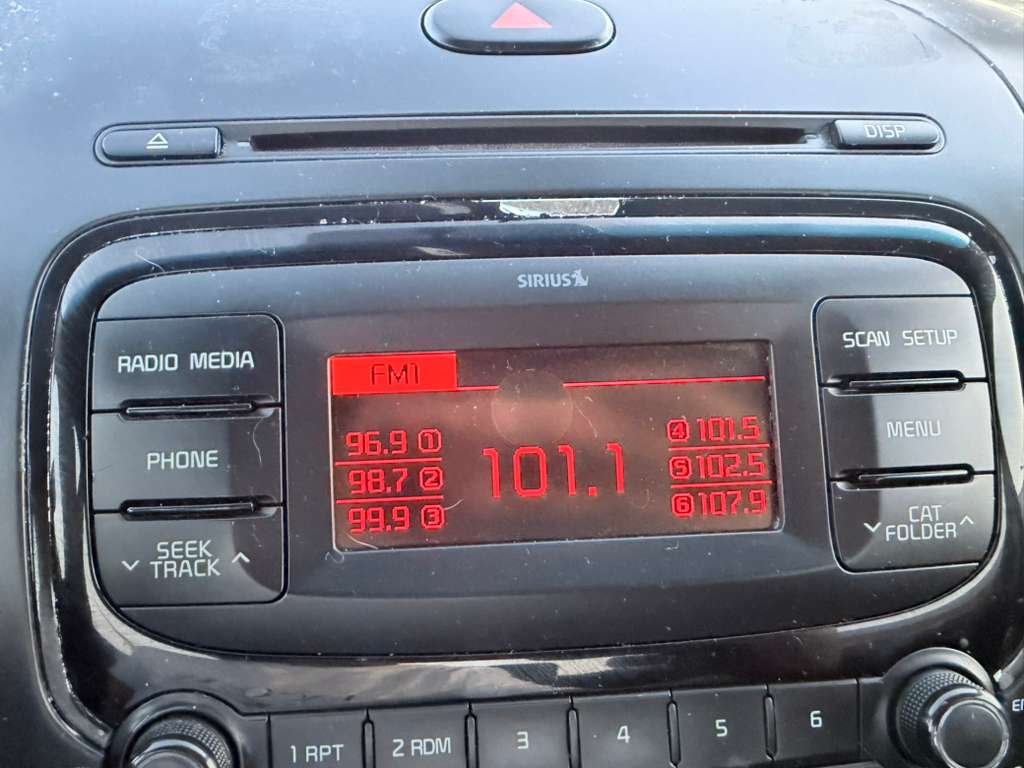 DISP
SIRIUS
RADIO MEDIA
SCAN SETUP
FM1
PHONE
MENU
96.9 1
98.7 2
99.9 3
101.1
4 101.5
5 102.5
6 107.9
SEEK
TRACK
CAT
FOLDER
1 RPT
2 RDM
3
4
5
6